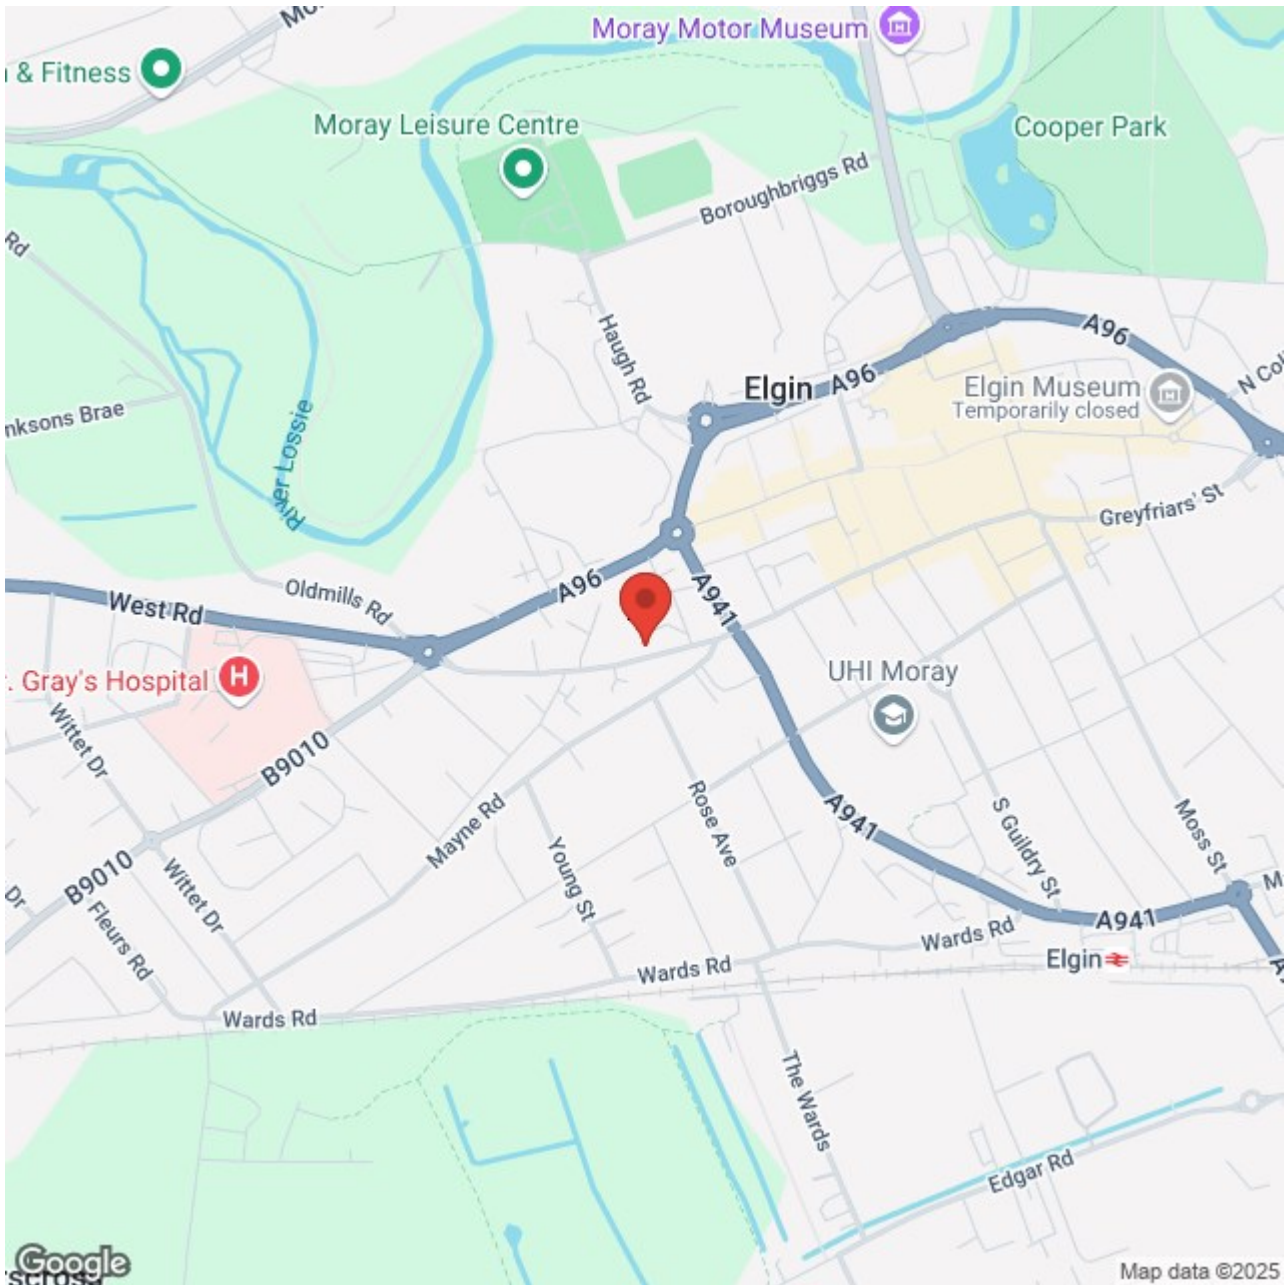 Mo
Moray Motor Museum
& Fitness
Moray Leisure Centre
Cooper Park
Boroughbriggs Rd
Rd
Haugh Rd
A96
Elgin
A96
Elgin Museum
Temporarily closed
N Col
nksons Brae
River Lossie
Greyfriars' St
A96
Oldmills Rd
West Rd
A941
UHI Moray
. Gray's Hospital
H
Wittet Dr
B9010
Rose Ave
A941
S Guildry St
Moss St
Mayne Rd
Young St
B9010
Wittet Dr
Dr
Fleurs Rd
M
A941
Wards Rd
Elgin
Wards Rd
A
Wards Rd
The Wards
Edgar Rd
Google
Map data ©2025